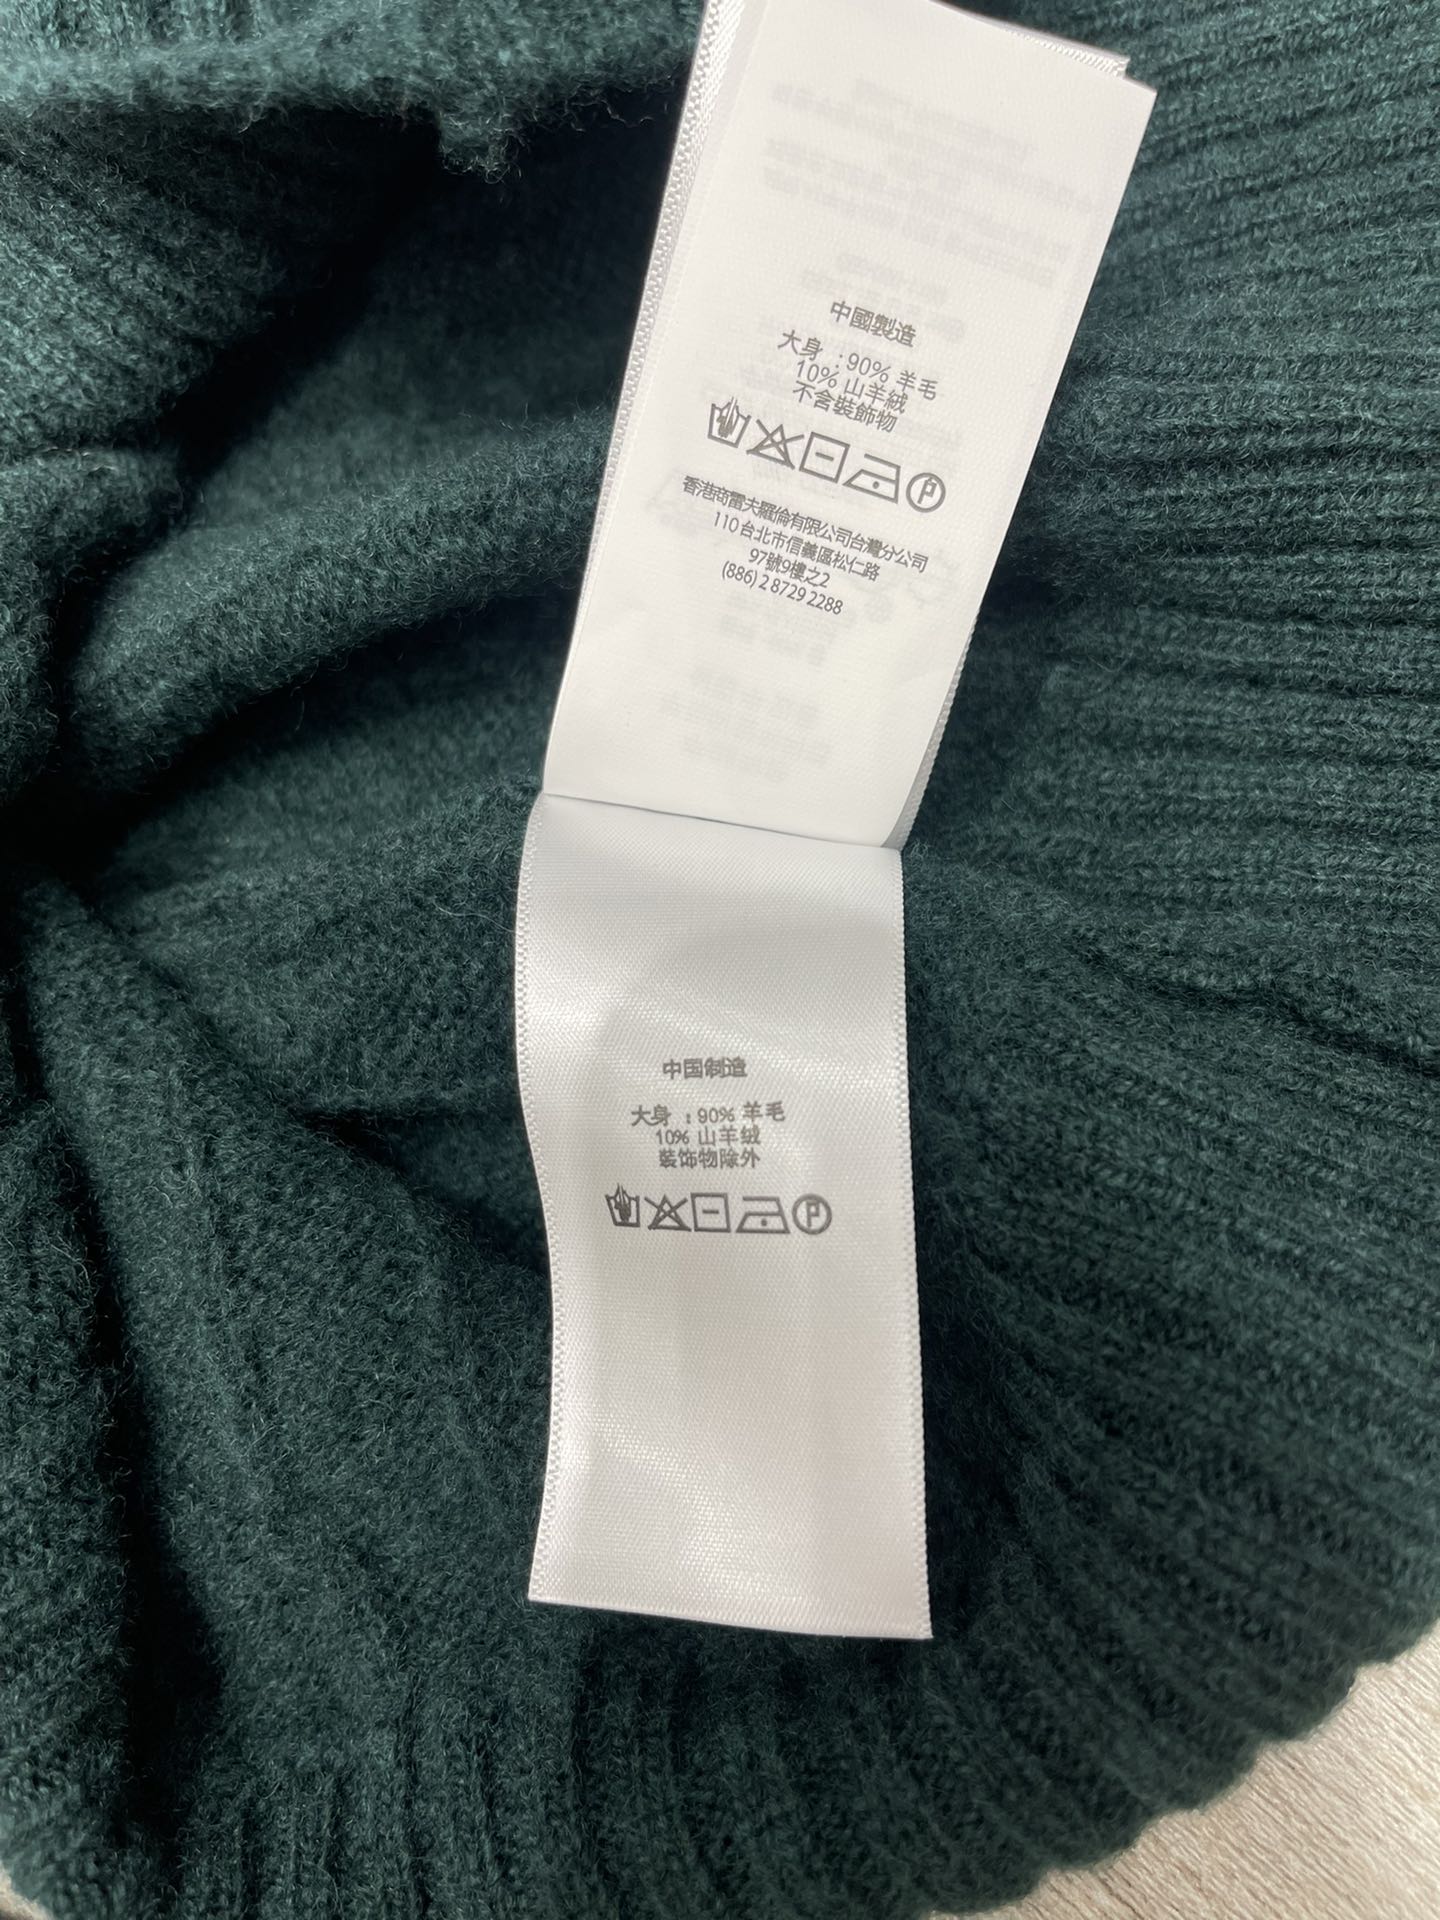 中國製造
大身 :90% 羊毛
10% 山羊絨
不含裝飾物
P
香港商雷夫羅倫有限公司台灣分公司
110台北市信義區松仁路
97號9樓之2
(886) 2 8729 2288
中国制造
大身 : 90% 羊毛
10% 山羊绒
装饰物除外
P